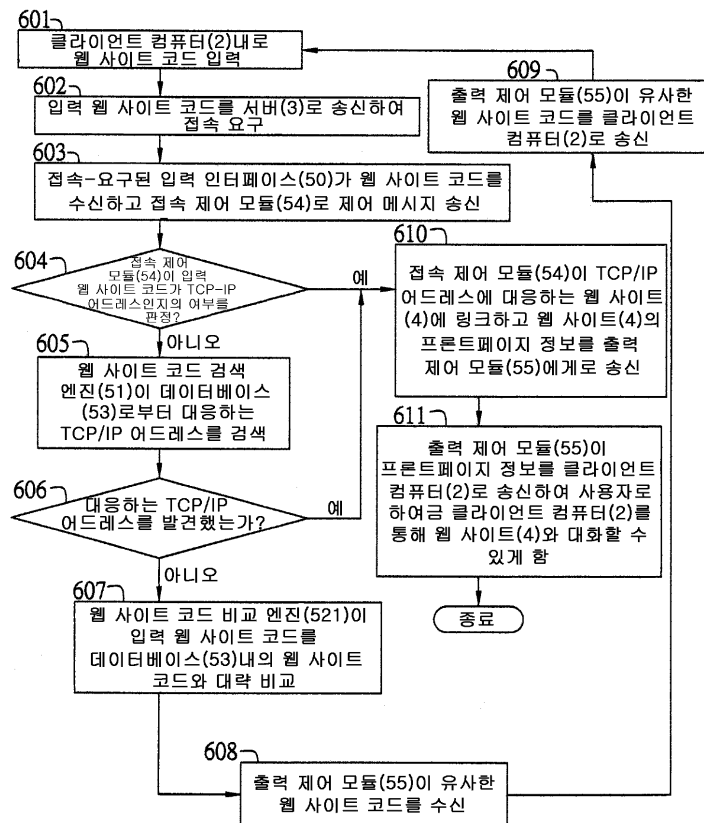 601
클라이언트 컴퓨터(2)내로
웹 사이트 코드 입력
602
입력 웹 사이트 코드를 서버(3)로 송신하여
접속 요구
603
접속-요구된 입력 인터페이스(50)가 웹 사이트 코드를
수신하고 접속 제어 모듈(54)로 제어 메시지 송신
604
접속 제어
모듈(54)이 입력
웹 사이트 코드가 TCP-IP
어드레스인지의 여부를
판정?
예
아니오
605
웹 사이트 코드 검색
엔진(51)이 데이터베이스
(53)로부터 대응하는
TCP/IP 어드레스를 검색
606
대응하는 TCP/IP
어드레스를 발견했는가?
예
아니오
607
웹 사이트 코드 비교 엔진(521)이
입력 웹 사이트 코드를
데이터베이스(53)내의 웹 사이트
코드와 대략 비교
608
출력 제어 모듈(55)이 유사한
웹 사이트 코드를 수신
609
출력 제어 모듈(55)이 유사한
웹 사이트 코드를 클라이언트
컴퓨터(2)로 송신
610
접속 제어 모듈(54)이 TCP/IP
어드레스에 대응하는 웹 사이트
(4)에 링크하고 웹 사이트(4)의
프론트페이지 정보를 출력
제어 모듈(55)에게로 송신
611
출력 제어 모듈(55)이
프론트페이지 정보를 클라이언트
컴퓨터(2)로 송신하여 사용자로
하여금 클라이언트 컴퓨터(2)를
통해 웹 사이트(4)와 대화할 수
있게 함
종료